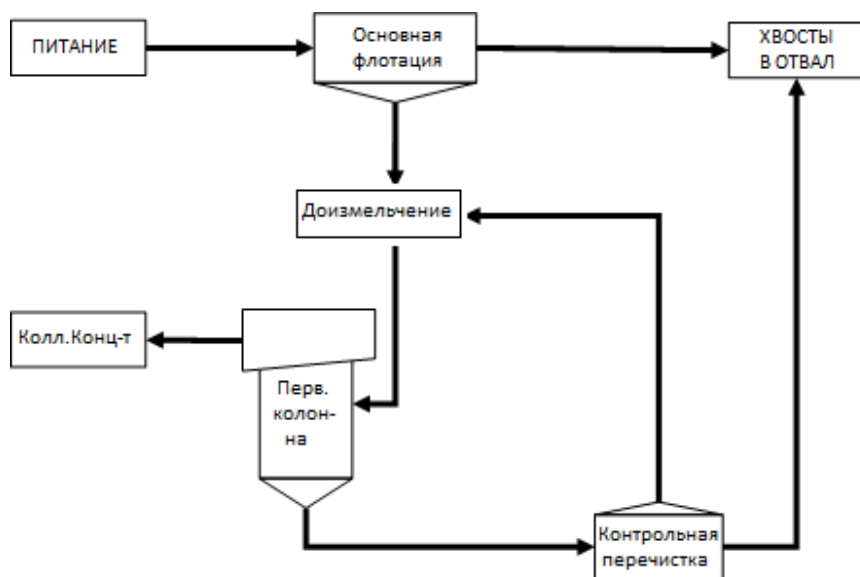 ПИТАНИЕ
Основная
флотация
ХВОСТЫ
В ОТВАЛ
Доизмельчение
Колл.Конц-т
Перв.
колон-
на
Контрольная
перечистка